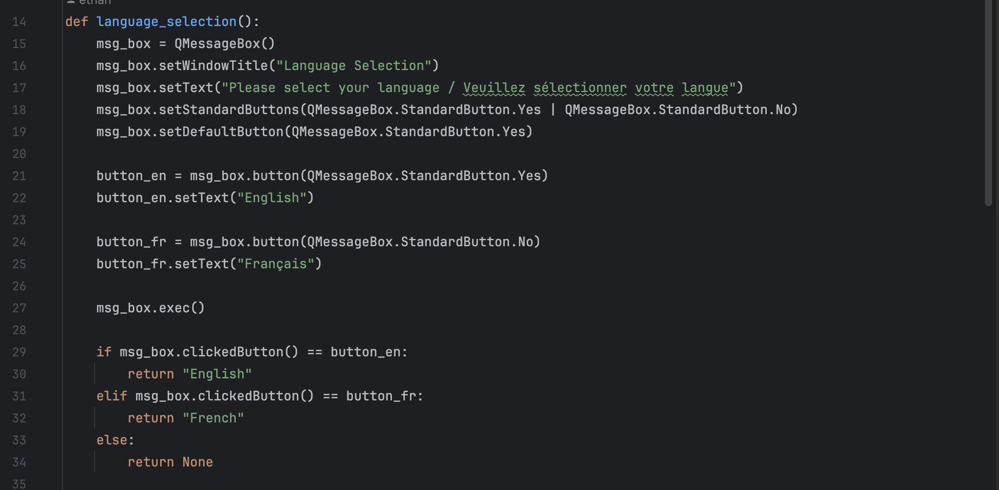 ethan
14 def language_selection():
15     msg_box = QMessageBox()
16     msg_box.setWindowTitle("Language Selection")
17     msg_box.setText("Please select your language / Veuillez sélectionner votre langue")
18     msg_box.setStandardButtons(QMessageBox.StandardButton.Yes | QMessageBox.StandardButton.No)
19     msg_box.setDefaultButton(QMessageBox.StandardButton.Yes)
20
21     button_en = msg_box.button(QMessageBox.StandardButton.Yes)
22     button_en.setText("English")
23
24     button_fr = msg_box.button(QMessageBox.StandardButton.No)
25     button_fr.setText("Français")
26
27     msg_box.exec()
28
29     if msg_box.clickedButton() == button_en:
30         return "English"
31     elif msg_box.clickedButton() == button_fr:
32         return "French"
33     else:
34         return None
35